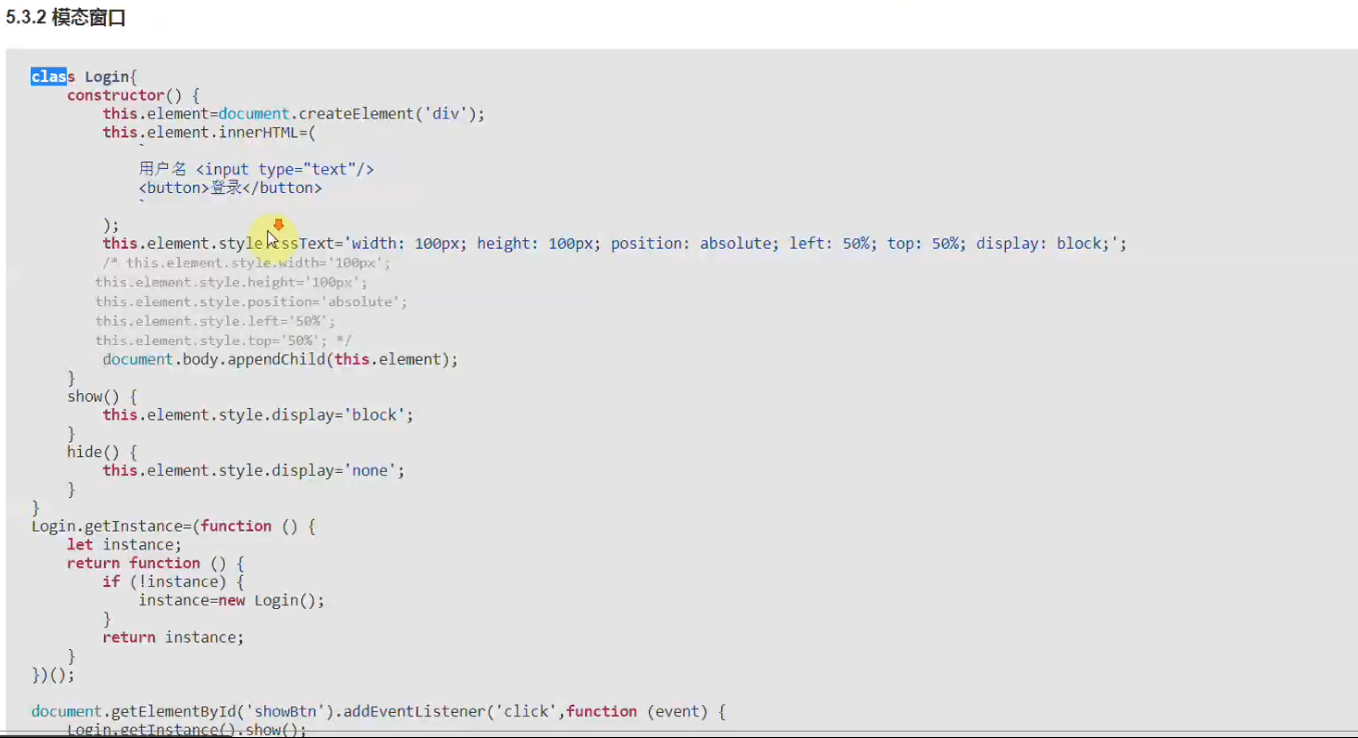 5.3.2 模态窗口
class Login{
    constructor() {
        this.element=document.createElement('div');
        this.element.innerHTML=(
            `
            用户名 <input type="text"/>
            <button>登录</button>
            `
        );
        this.element.style.cssText='width: 100px; height: 100px; position: absolute; left: 50%; top: 50%; display: block;';
        /* this.element.style.width='100px';
       this.element.style.height='100px';
       this.element.style.position='absolute';
       this.element.style.left='50%';
       this.element.style.top='50%'; */
        document.body.appendChild(this.element);
    }
    show() {
        this.element.style.display='block';
    }
    hide() {
        this.element.style.display='none';
    }
}
Login.getInstance=(function () {
    let instance;
    return function () {
        if (!instance) {
            instance=new Login();
        }
        return instance;
    }
})();
document.getElementById('showBtn').addEventListener('click',function (event) {
    Login.getInstance().show();